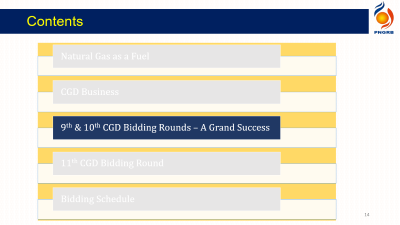 Contents
PNGRB
Natural Gas as a Fuel
CGD Business
9th & 10th CGD Bidding Rounds – A Grand Success
11th CGD Bidding Round
Bidding Schedule
14